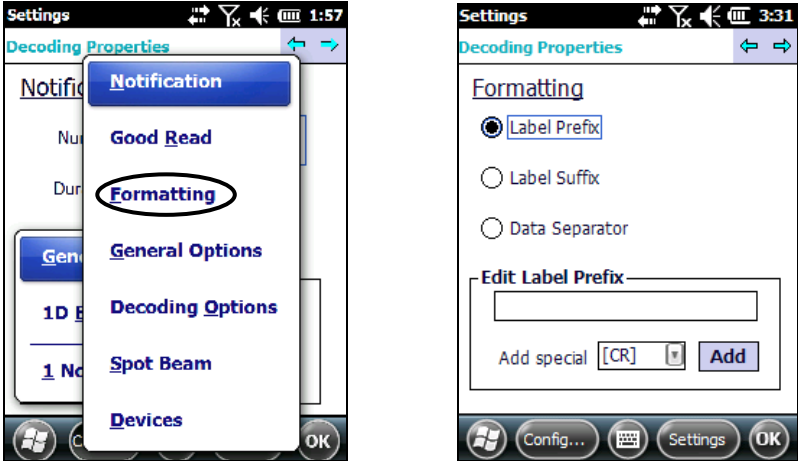 Settings 1:57
Decoding Properties
Notific
Nu
Dur
Notification
Good Read
Formatting
General Options
Decoding Options
Spot Beam
Devices
Gen
1D
1 No
C
OK
Settings 3:31
Decoding Properties
Formatting
Label Prefix
Label Suffix
Data Separator
Edit Label Prefix
Add special [CR] Add
Config... Settings OK